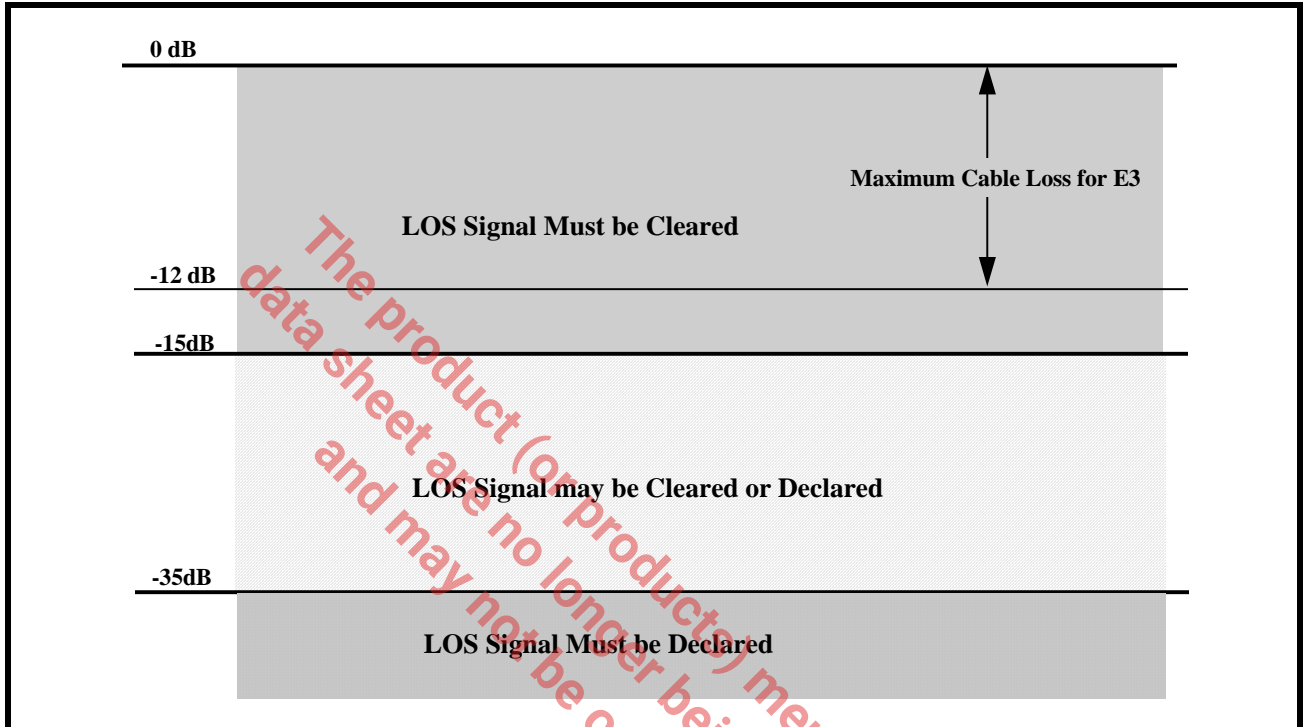 0 dB
Maximum Cable Loss for E3
LOS Signal Must be Cleared
-12 dB
-15dB
LOS Signal may be Cleared or Declared
-35dB
LOS Signal Must be Declared
The product (or products)
data sheet are no longer
and may not be